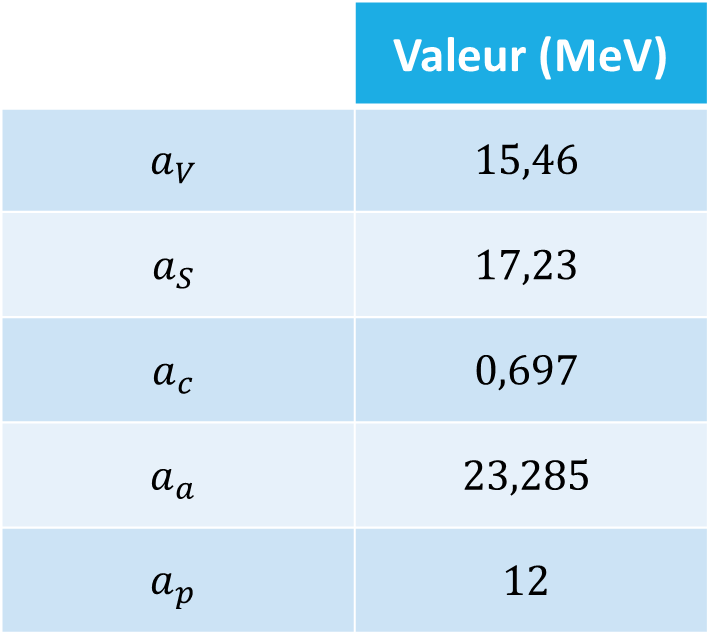 Valeur (MeV)
a_V 15,46
a_S 17,23
a_c 0,697
a_a 23,285
a_p 12